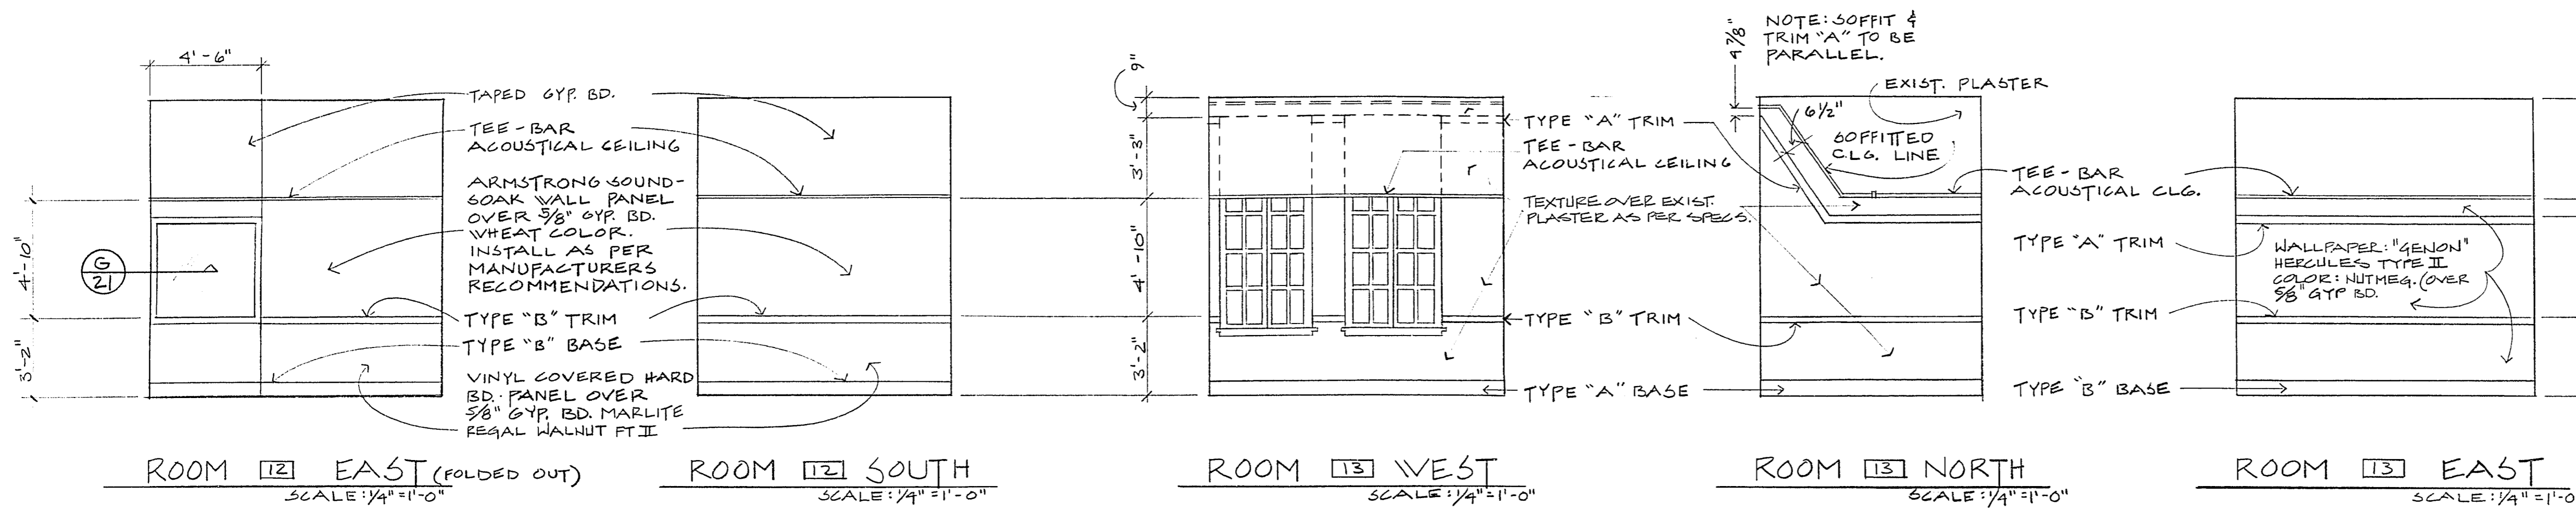 4'-6"
TAPED GYP. BD.
TEE-BAR
ACOUSTICAL CEILING
ARMSTRONG SOUND-
SOAK WALL PANEL
OVER 5/8" GYP. BD.
WHEAT COLOR.
INSTALL AS PER
MANUFACTURERS
RECOMMENDATIONS.
4'-10"
G
21
TYPE "B" TRIM
TYPE "B" BASE
3'-2"
VINYL COVERED HARD
BD. PANEL OVER
5/8" GYP. BD. MARLITE
REGAL WALNUT FT II
ROOM 12 EAST (FOLDED OUT)
SCALE: 1/4"=1'-0"
ROOM 12 SOUTH
SCALE: 1/4"=1'-0"
9"
3'-3"
4'-10"
3'-2"
TYPE "A" TRIM
TEE-BAR
ACOUSTICAL CEILING
TEXTURE OVER EXIST.
PLASTER AS PER SPECS.
TYPE "B" TRIM
TYPE "A" BASE
ROOM 13 WEST
SCALE: 1/4"=1'-0"
4 7/8"
NOTE: SOFFIT &
TRIM "A" TO BE
PARALLEL.
EXIST. PLASTER
6 1/2"
SOFFITTED
CLG. LINE
ROOM 13 NORTH
SCALE: 1/4"=1'-0"
TEE-BAR
ACOUSTICAL CLG.
TYPE "A" TRIM
WALLPAPER: "GENON"
HERCULES TYPE II
COLOR: NUTMEG. (OVER
5/8" GYP BD.
TYPE "B" TRIM
TYPE "B" BASE
ROOM 13 EAST
SCALE: 1/4"=1'-0